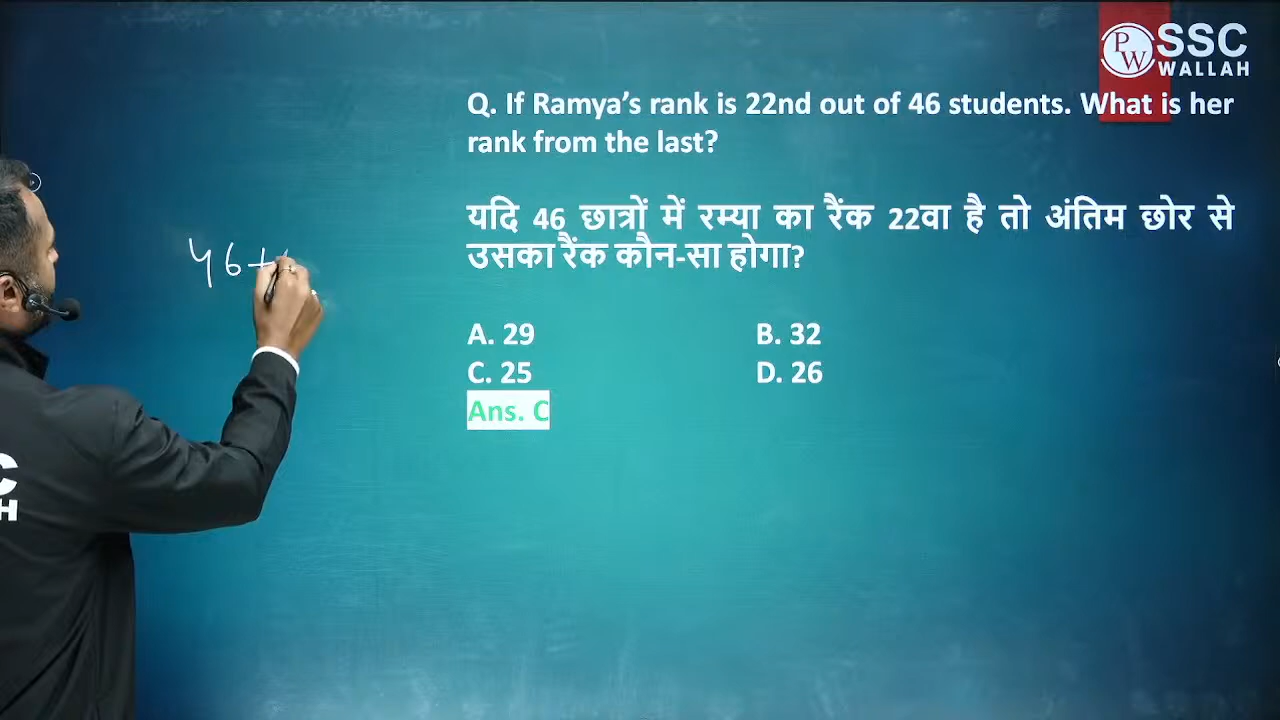 PW SSC
WALLAH
Q. If Ramya’s rank is 22nd out of 46 students. What is her
rank from the last?
यदि 46 छात्रों में रम्या का रैंक 22वा है तो अंतिम छोर से
उसका रैंक कौन-सा होगा?
46+
A. 29 B. 32
C. 25 D. 26
Ans. C
C
H